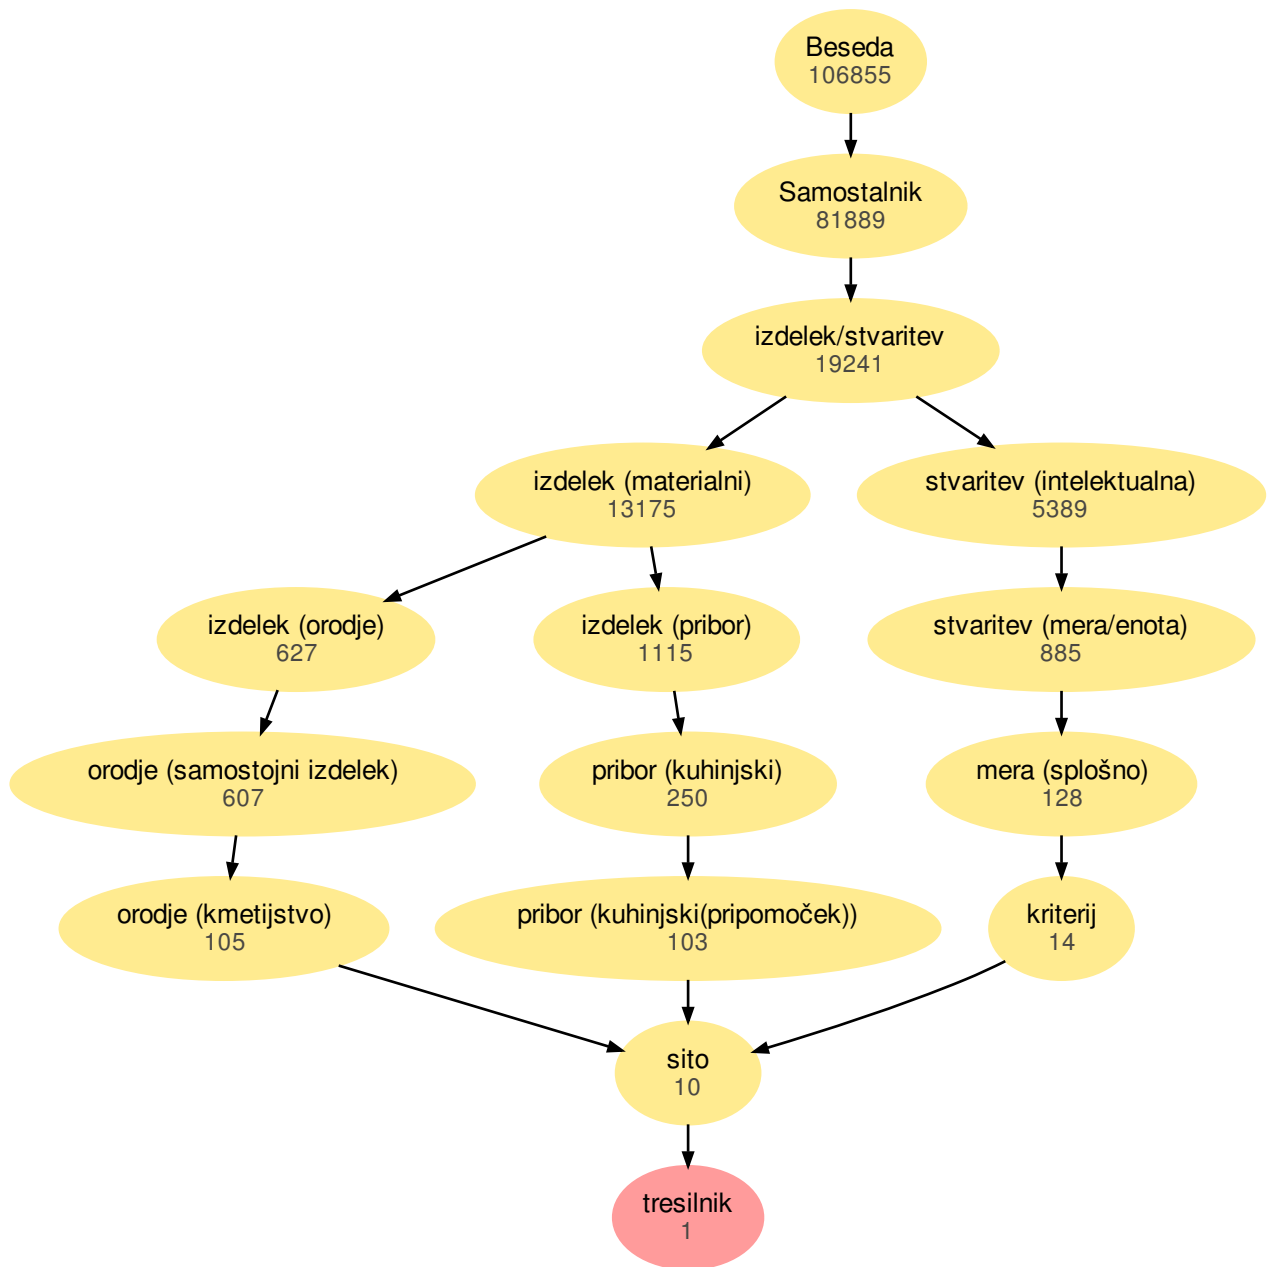 Beseda
106855
Samostalnik
81889
izdelek/stvaritev
19241
izdelek (materialni)
13175
stvaritev (intelektualna)
5389
izdelek (orodje)
627
izdelek (pribor)
1115
stvaritev (mera/enota)
885
orodje (samostojni izdelek)
607
pribor (kuhinjski)
250
mera (splošno)
128
orodje (kmetijstvo)
105
pribor (kuhinjski(pripomoček))
103
kriterij
14
sito
10
tresilnik
1